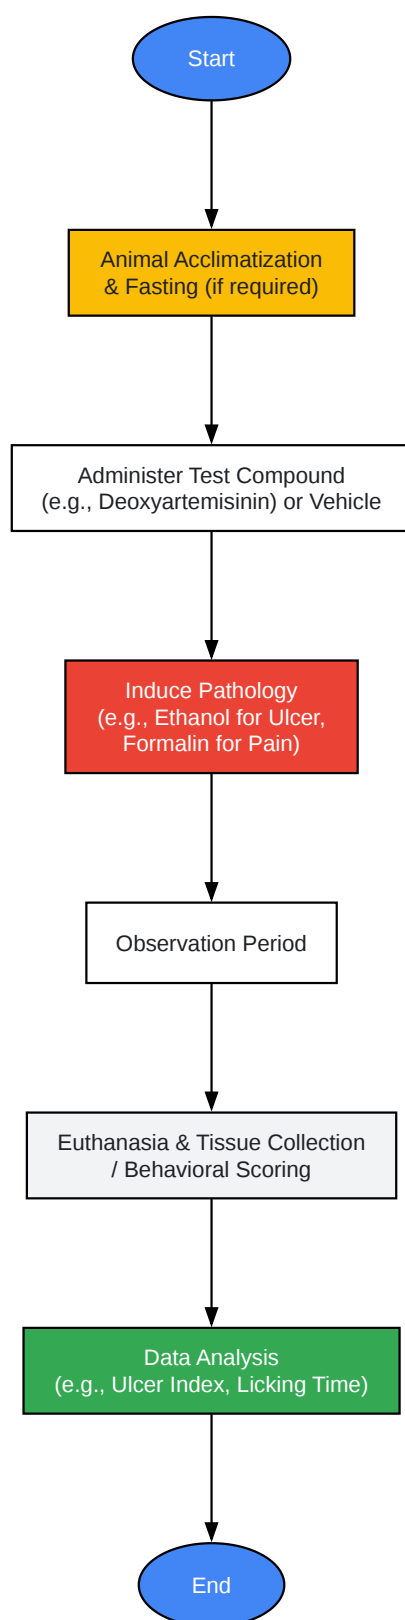 Start
Animal Acclimatization
& Fasting (if required)
Administer Test Compound
(e.g., Deoxyartemisinin) or Vehicle
Induce Pathology
(e.g., Ethanol for Ulcer,
Formalin for Pain)
Observation Period
Euthanasia & Tissue Collection
/ Behavioral Scoring
Data Analysis
(e.g., Ulcer Index, Licking Time)
End